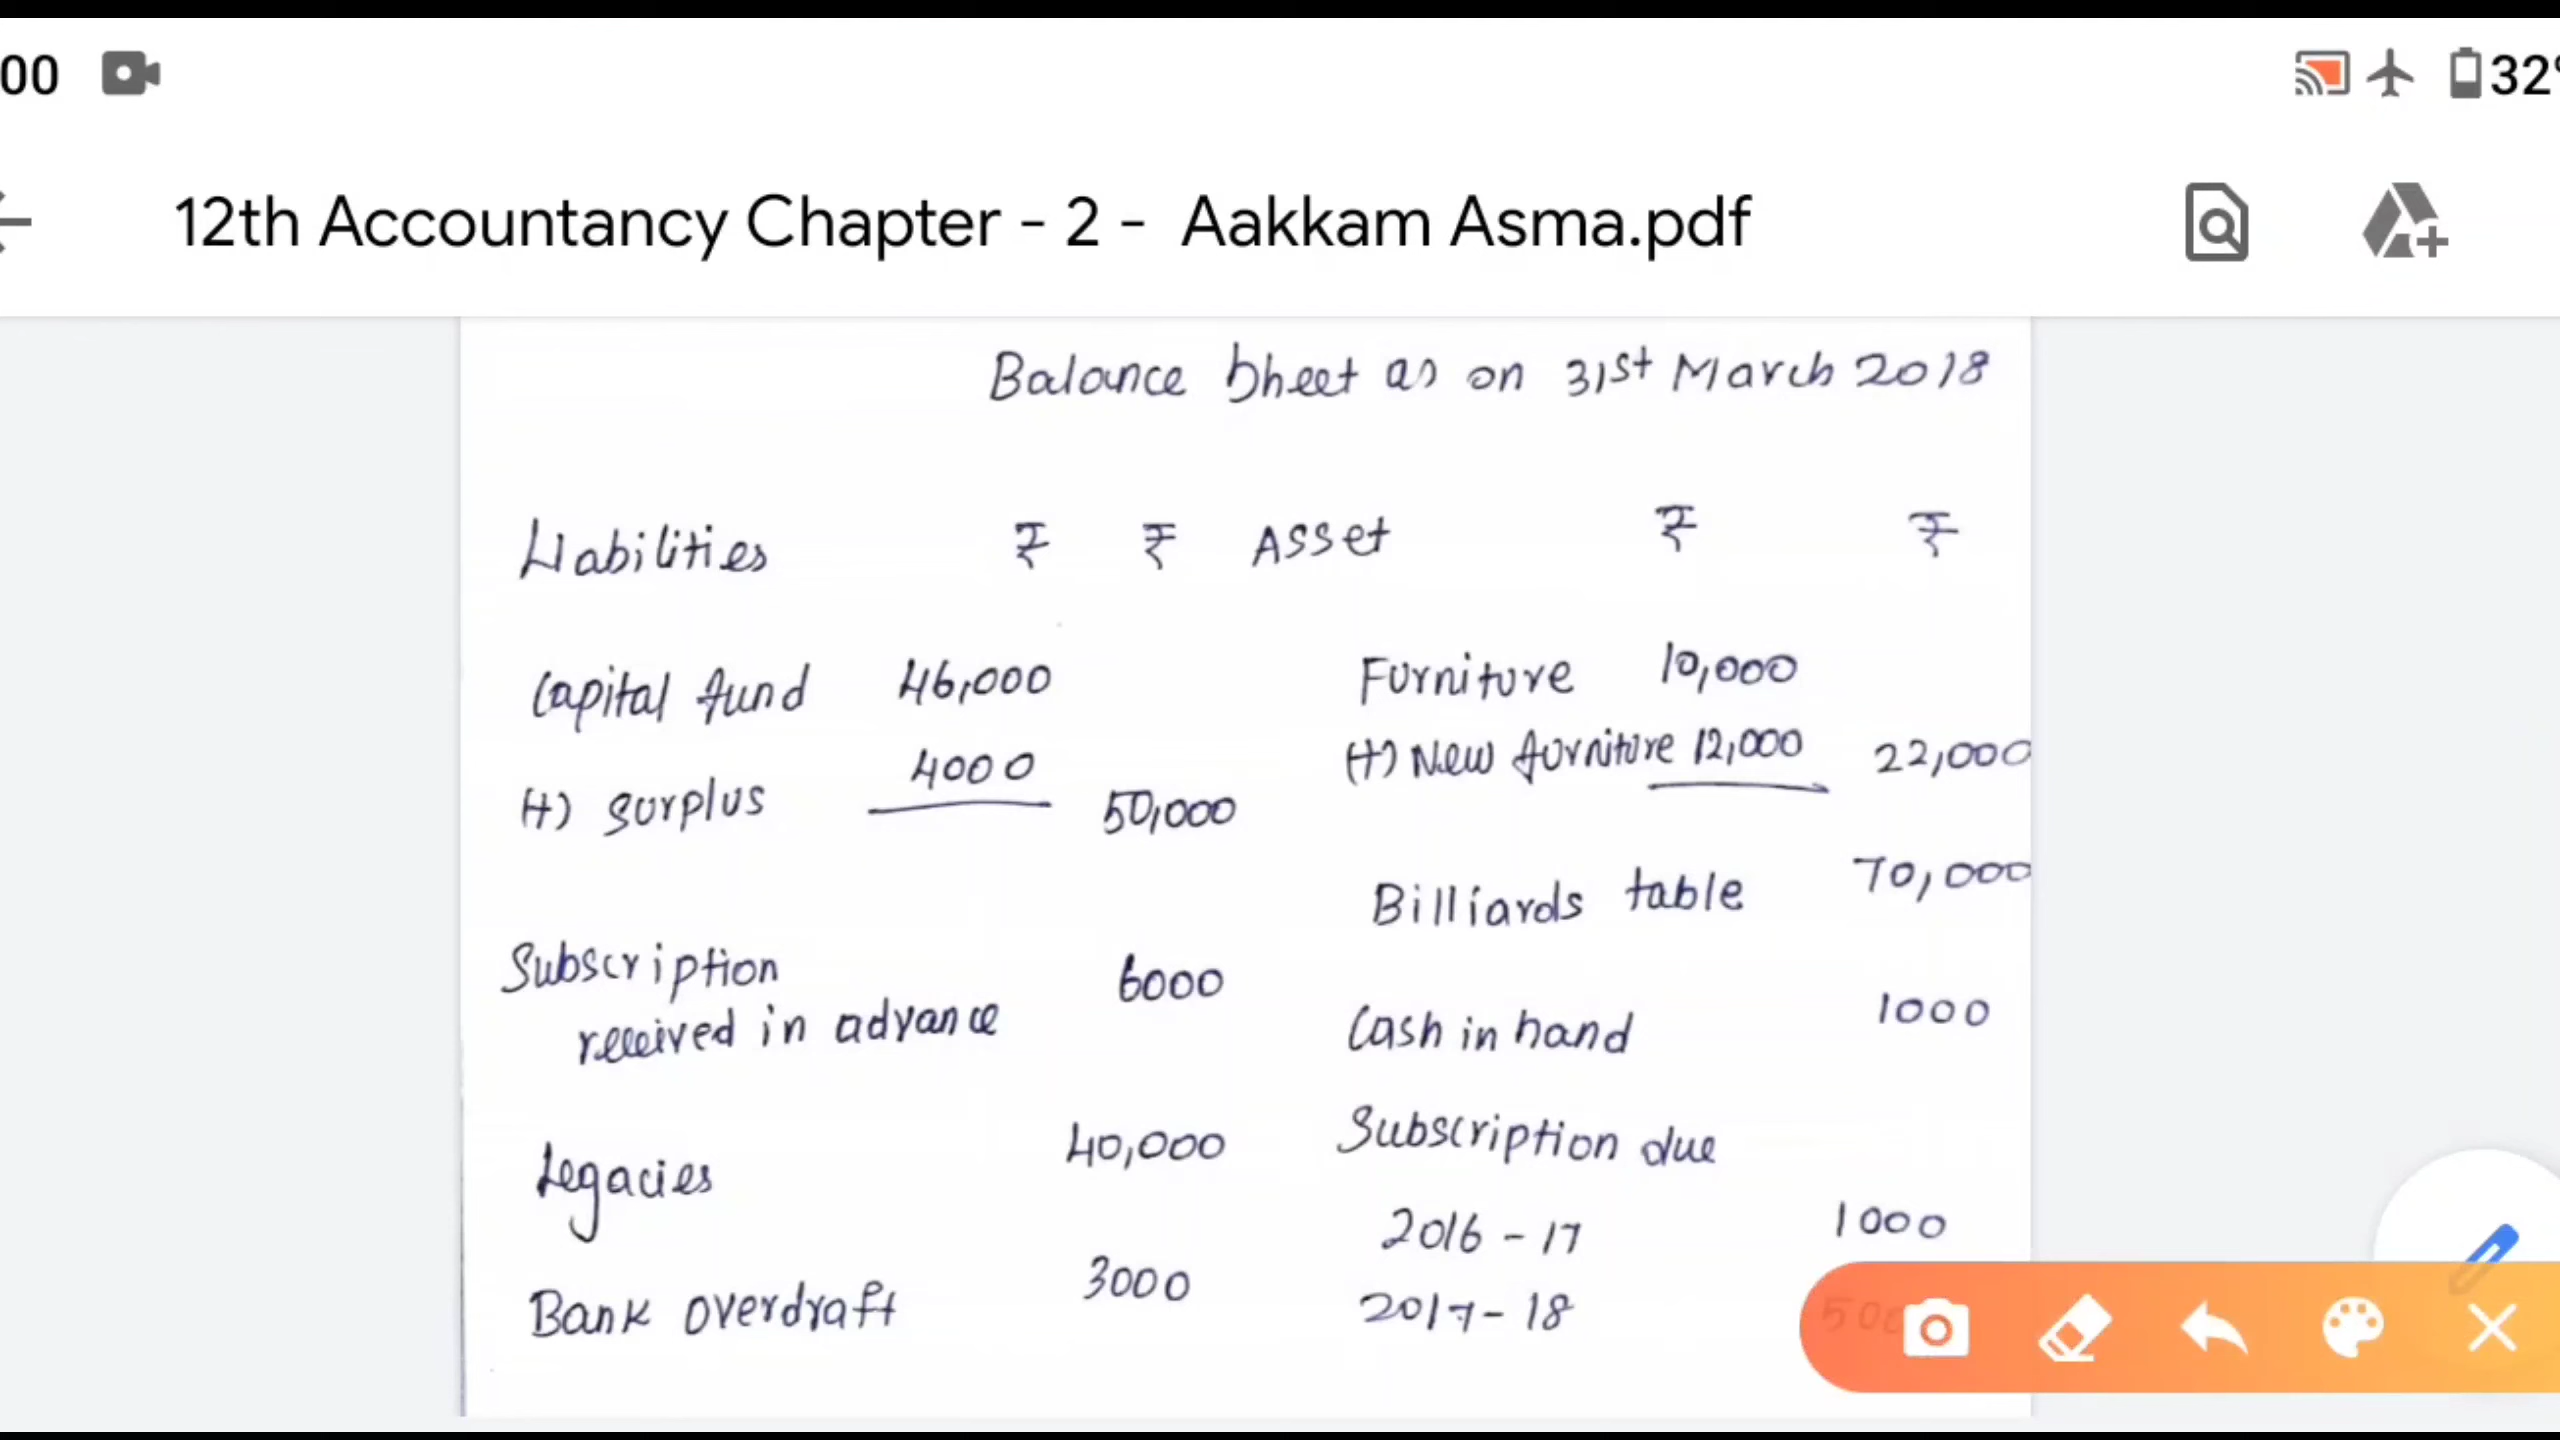 00
32
12th Accountancy Chapter - 2 - Aakkam Asma.pdf
Balance Sheet as on 31st March 2018
Liabilities ₹ ₹ Asset ₹ ₹
Capital fund 46,000 Furniture 10,000
(+) New furniture 12,000 22,000
(+) Surplus 4000 50,000
Billiards table 70,000
Subscription
received in advance 6000 Cash in hand 1000
Legacies 40,000 Subscription due
2016 - 17 1000
Bank overdraft 3000 2017 - 18